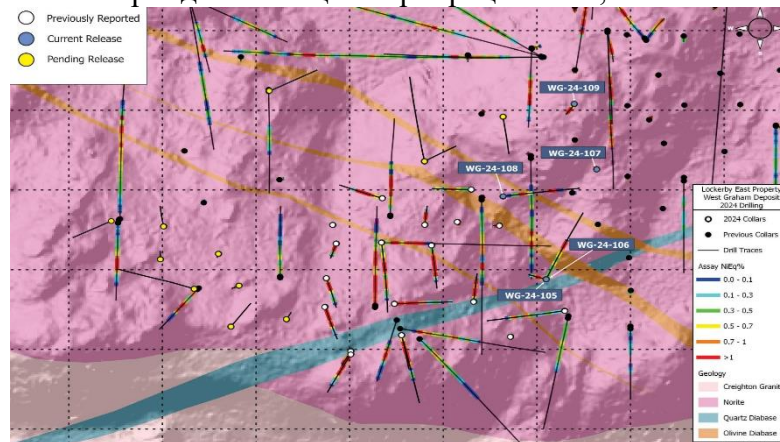 Previously Reported
Current Release
Pending Release
WG-24-109
WG-24-107
WG-24-108
WG-24-106
WG-24-105
Lockerby East Property
West Graham Deposit
2024 Drilling
2024 Collars
Previous Collars
Drill Traces
Assay NiEq%
0.0 - 0.1
0.1 - 0.3
0.3 - 0.5
0.5 - 0.7
0.7 - 1
>1
Geology
Creighton Granit
Norite
Quartz Diabase
Olivine Diabase